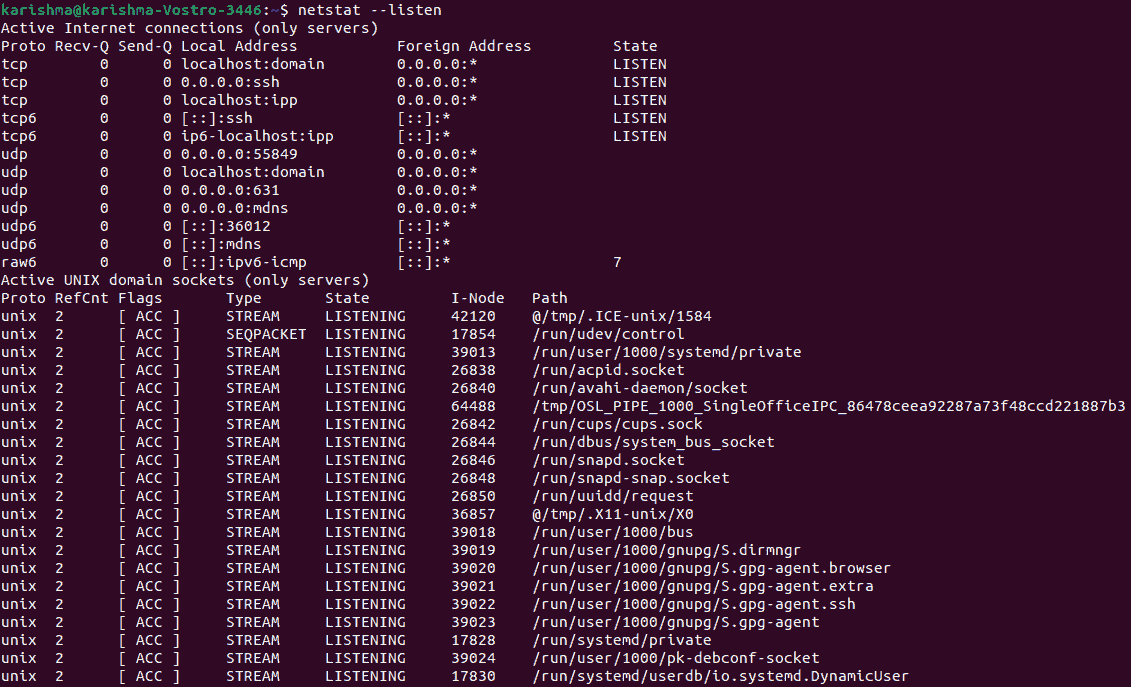 karishma@karishma-Vostro-3446:~$ netstat --listen
Active Internet connections (only servers)
Proto Recv-Q Send-Q Local Address           Foreign Address         State
tcp        0      0 localhost:domain        0.0.0.0:*               LISTEN
tcp        0      0 0.0.0.0:ssh             0.0.0.0:*               LISTEN
tcp        0      0 localhost:ipp           0.0.0.0:*               LISTEN
tcp6       0      0 [::]:ssh                [::]:*                  LISTEN
tcp6       0      0 ip6-localhost:ipp       [::]:*                  LISTEN
udp        0      0 0.0.0.0:55849           0.0.0.0:*
udp        0      0 localhost:domain        0.0.0.0:*
udp        0      0 0.0.0.0:631             0.0.0.0:*
udp        0      0 0.0.0.0:mdns            0.0.0.0:*
udp6       0      0 [::]:36012              [::]:*
udp6       0      0 [::]:mdns               [::]:*
raw6       0      0 [::]:ipv6-icmp          [::]:*                  7
Active UNIX domain sockets (only servers)
Proto RefCnt Flags       Type       State         I-Node   Path
unix  2      [ ACC ]     STREAM     LISTENING     42120    @/tmp/.ICE-unix/1584
unix  2      [ ACC ]     SEQPACKET  LISTENING     17854    /run/udev/control
unix  2      [ ACC ]     STREAM     LISTENING     39013    /run/user/1000/systemd/private
unix  2      [ ACC ]     STREAM     LISTENING     26838    /run/acpid.socket
unix  2      [ ACC ]     STREAM     LISTENING     26840    /run/avahi-daemon/socket
unix  2      [ ACC ]     STREAM     LISTENING     64488    /tmp/OSL_PIPE_1000_SingleOfficeIPC_86478ceea92287a73f48ccd221887b3
unix  2      [ ACC ]     STREAM     LISTENING     26842    /run/cups/cups.sock
unix  2      [ ACC ]     STREAM     LISTENING     26844    /run/dbus/system_bus_socket
unix  2      [ ACC ]     STREAM     LISTENING     26846    /run/snapd.socket
unix  2      [ ACC ]     STREAM     LISTENING     26848    /run/snapd-snap.socket
unix  2      [ ACC ]     STREAM     LISTENING     26850    /run/uuidd/request
unix  2      [ ACC ]     STREAM     LISTENING     36857    @/tmp/.X11-unix/X0
unix  2      [ ACC ]     STREAM     LISTENING     39018    /run/user/1000/bus
unix  2      [ ACC ]     STREAM     LISTENING     39019    /run/user/1000/gnupg/S.dirmngr
unix  2      [ ACC ]     STREAM     LISTENING     39020    /run/user/1000/gnupg/S.gpg-agent.browser
unix  2      [ ACC ]     STREAM     LISTENING     39021    /run/user/1000/gnupg/S.gpg-agent.extra
unix  2      [ ACC ]     STREAM     LISTENING     39022    /run/user/1000/gnupg/S.gpg-agent.ssh
unix  2      [ ACC ]     STREAM     LISTENING     39023    /run/user/1000/gnupg/S.gpg-agent
unix  2      [ ACC ]     STREAM     LISTENING     17828    /run/systemd/private
unix  2      [ ACC ]     STREAM     LISTENING     39024    /run/user/1000/pk-debconf-socket
unix  2      [ ACC ]     STREAM     LISTENING     17830    /run/systemd/userdb/io.systemd.DynamicUser